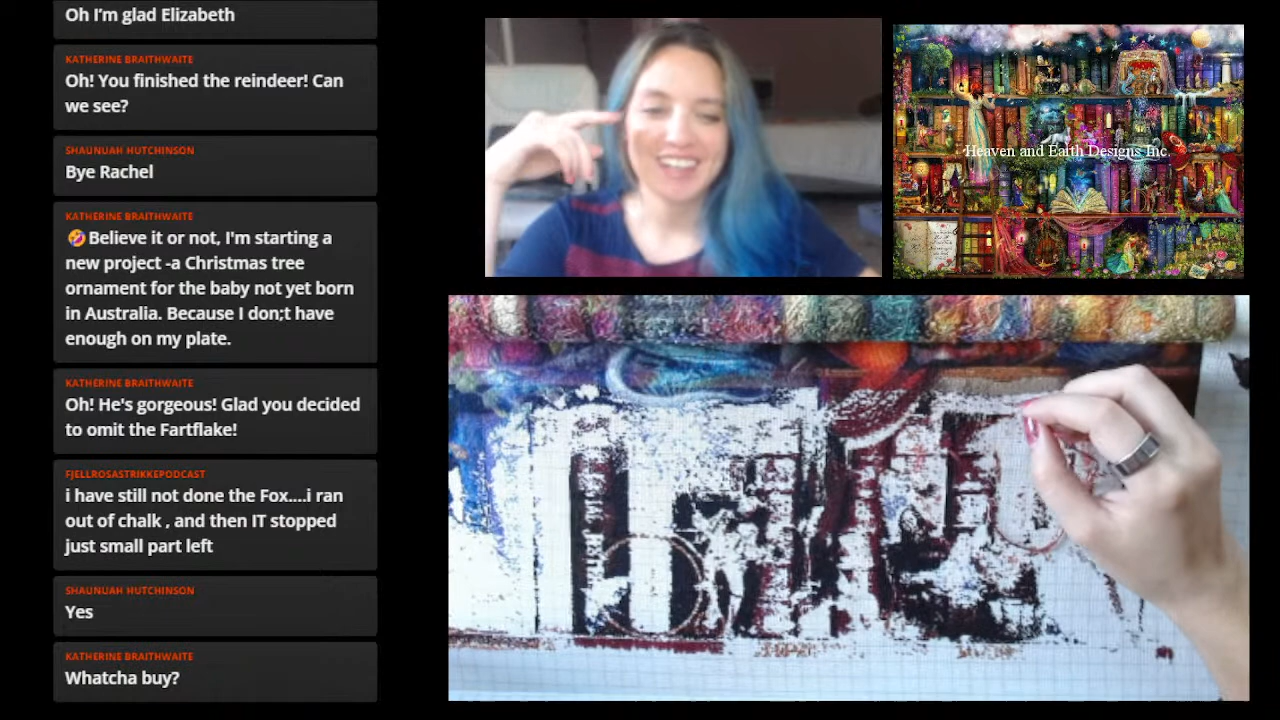 Oh I’m glad Elizabeth
KATHERINE BRAITHWAITE
Oh! You finished the reindeer! Can
we see?
SHAUNUAH HUTCHINSON
Bye Rachel
KATHERINE BRAITHWAITE
🤣Believe it or not, I'm starting a
new project -a Christmas tree
ornament for the baby not yet born
in Australia. Because I don;t have
enough on my plate.
KATHERINE BRAITHWAITE
Oh! He's gorgeous! Glad you decided
to omit the Fartflake!
FJELLROSASTRIKKEPODCAST
i have still not done the Fox....i ran
out of chalk , and then IT stopped
just small part left
SHAUNUAH HUTCHINSON
Yes
KATHERINE BRAITHWAITE
Whatcha buy?
Heaven and Earth Designs Inc.